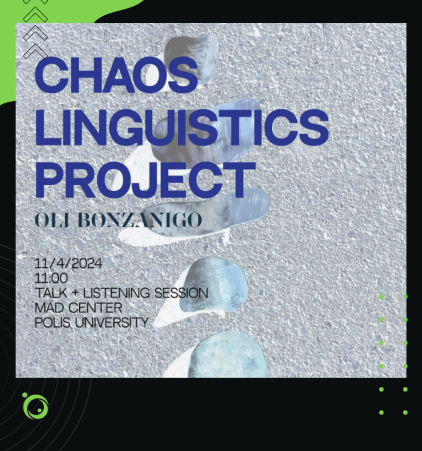 CHAOS
LINGUISTICS
PROJECT
OLI BONZANIGO
11/4/2024
11:00
TALK + LISTENING SESSION
MAD CENTER
POLIS UNIVERSITY